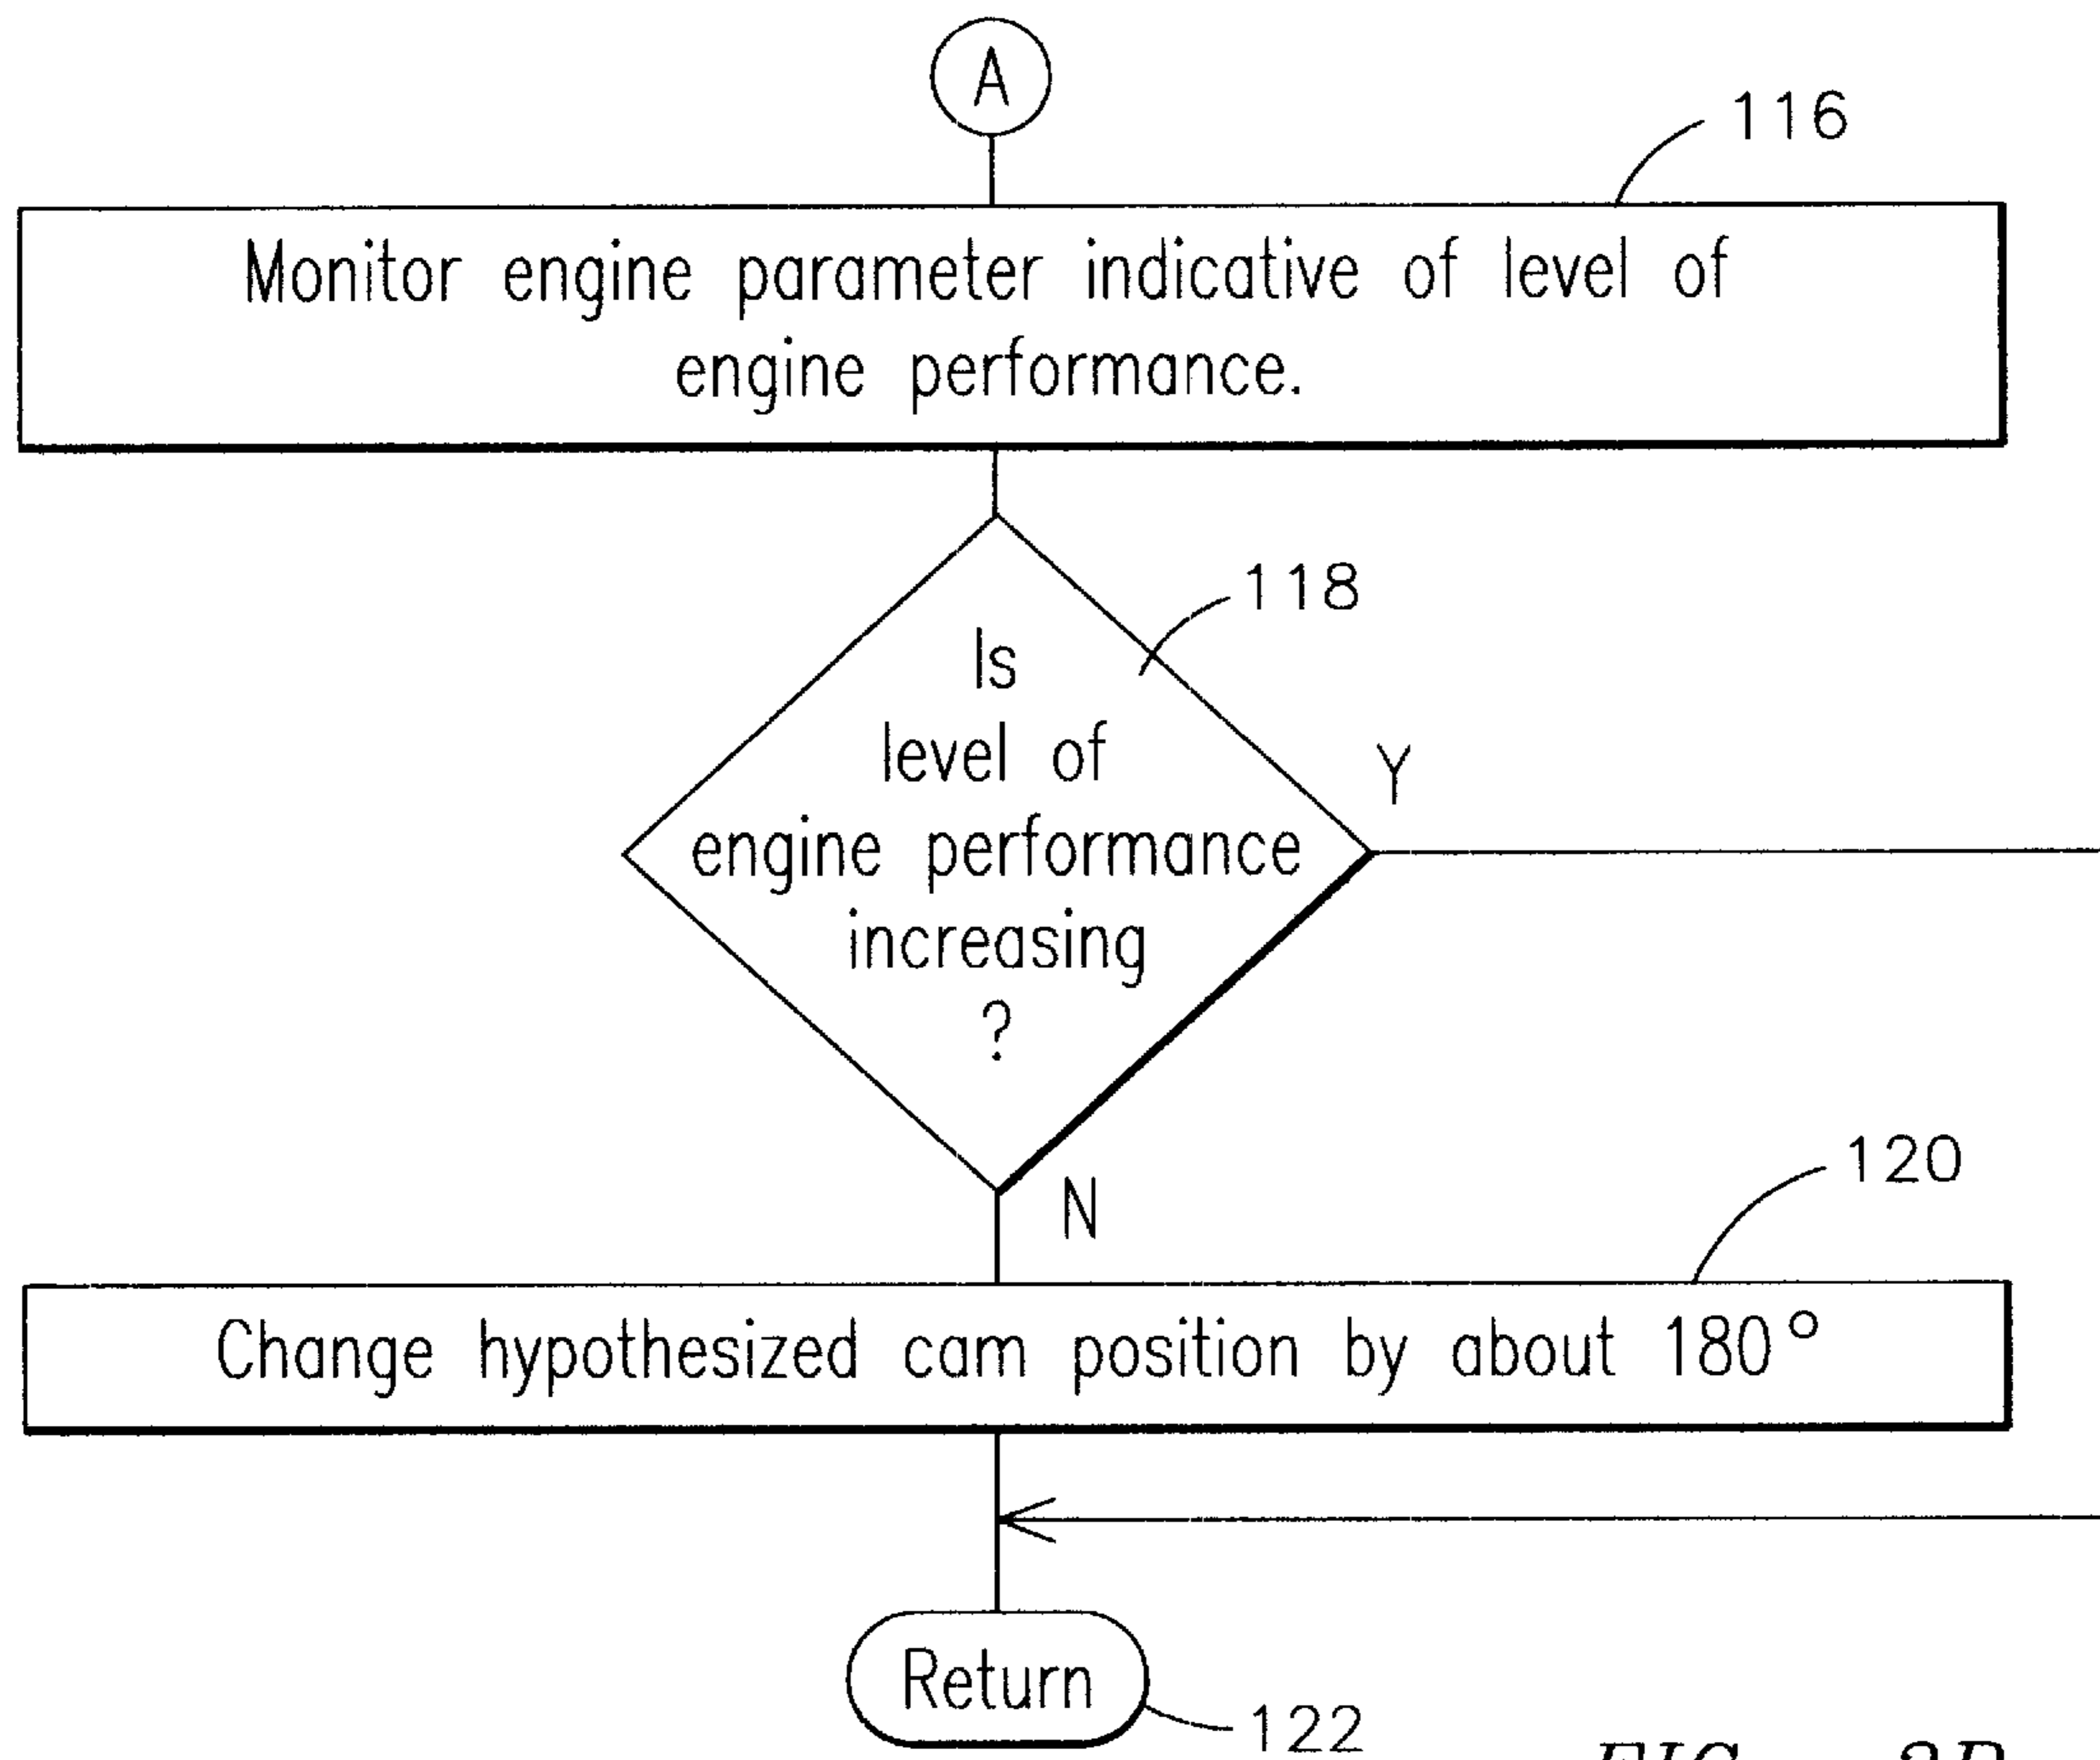 A
116
Monitor engine parameter indicative of level of
engine performance.
118
Is
level of
engine performance
increasing
?
Y
N
120
Change hypothesized cam position by about 180°
Return
122